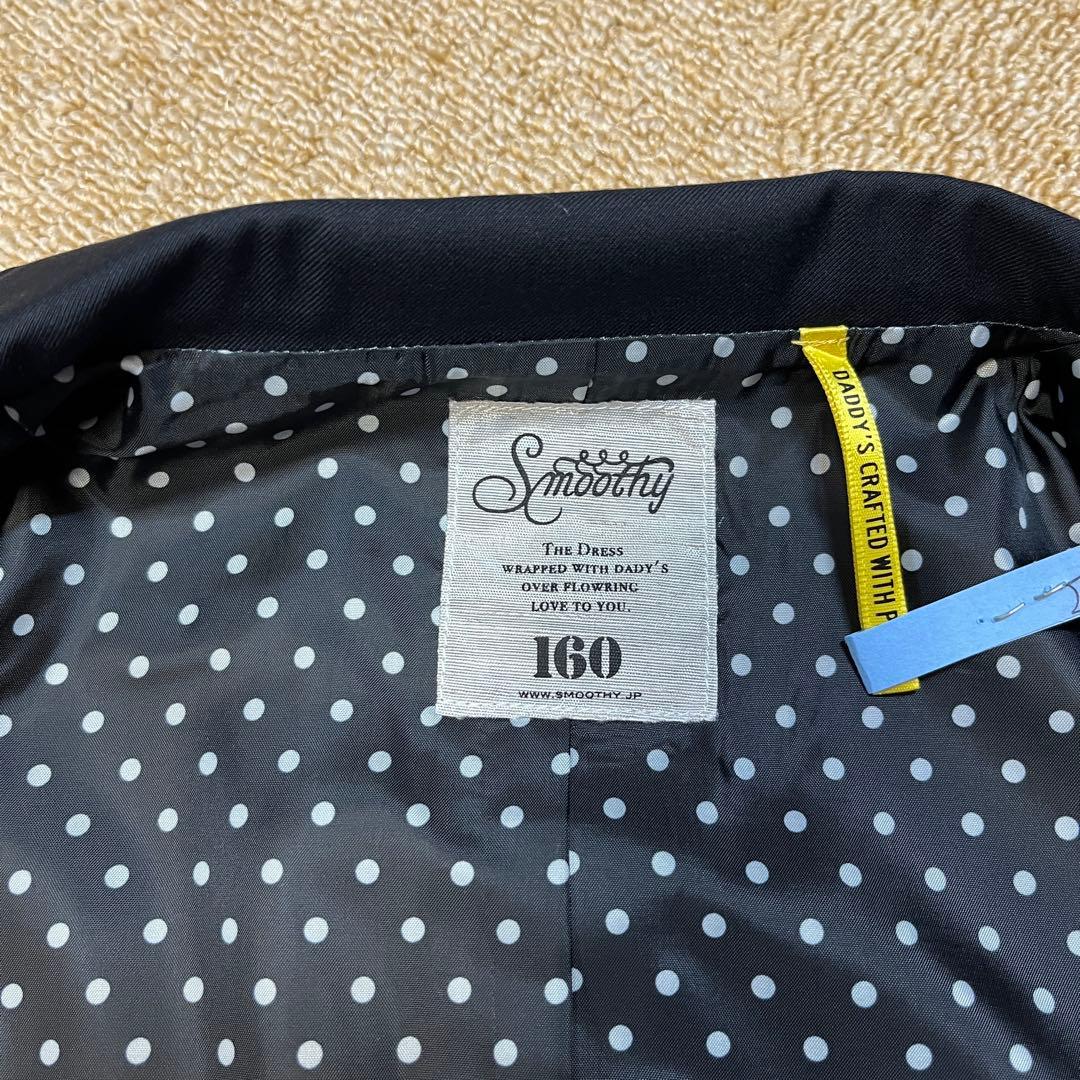 Smoothy
THE DRESS
WRAPPED WITH DADY'S
OVER FLOWRING
LOVE TO YOU.
160
WWW.SMOOTHY.JP
DADDY'S CRAFTED WITH